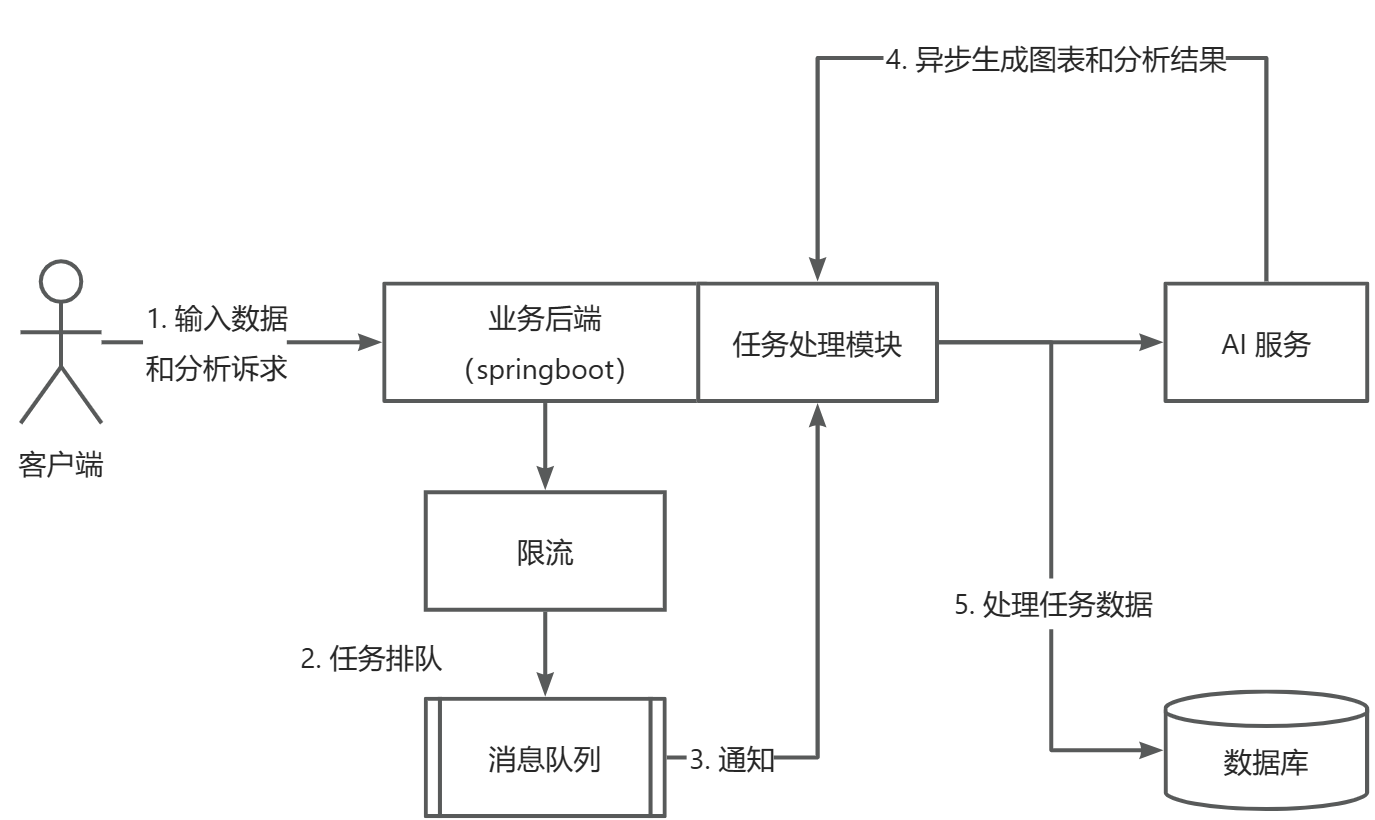 4. 异步生成图表和分析结果
1. 输入数据
和分析诉求
客户端
业务后端
（springboot）
任务处理模块
AI 服务
限流
2. 任务排队
消息队列
3. 通知
5. 处理任务数据
数据库